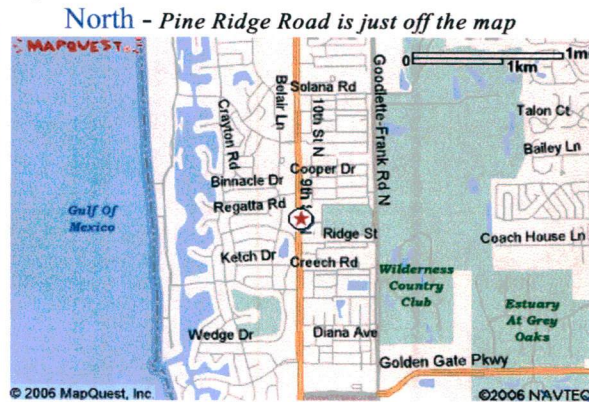 North - Pine Ridge Road is just off the map
MAPQUEST
0
1mi
1km
Solana Rd
Goodlette-Frank Rd N
Belair Ln
10th St N
Crayton Rd
Talon Ct
Bailey Ln
Cooper Dr
Binnacle Dr
9th
Regatta Rd
Gulf Of
Mexico
Ridge St
Coach House Ln
Ketch Dr
Creech Rd
Wilderness
Country
Club
Estuary
At Grey
Oaks
Wedge Dr
Diana Ave
Golden Gate Pkwy
© 2006 MapQuest, Inc.
©2006 NAVTEQ